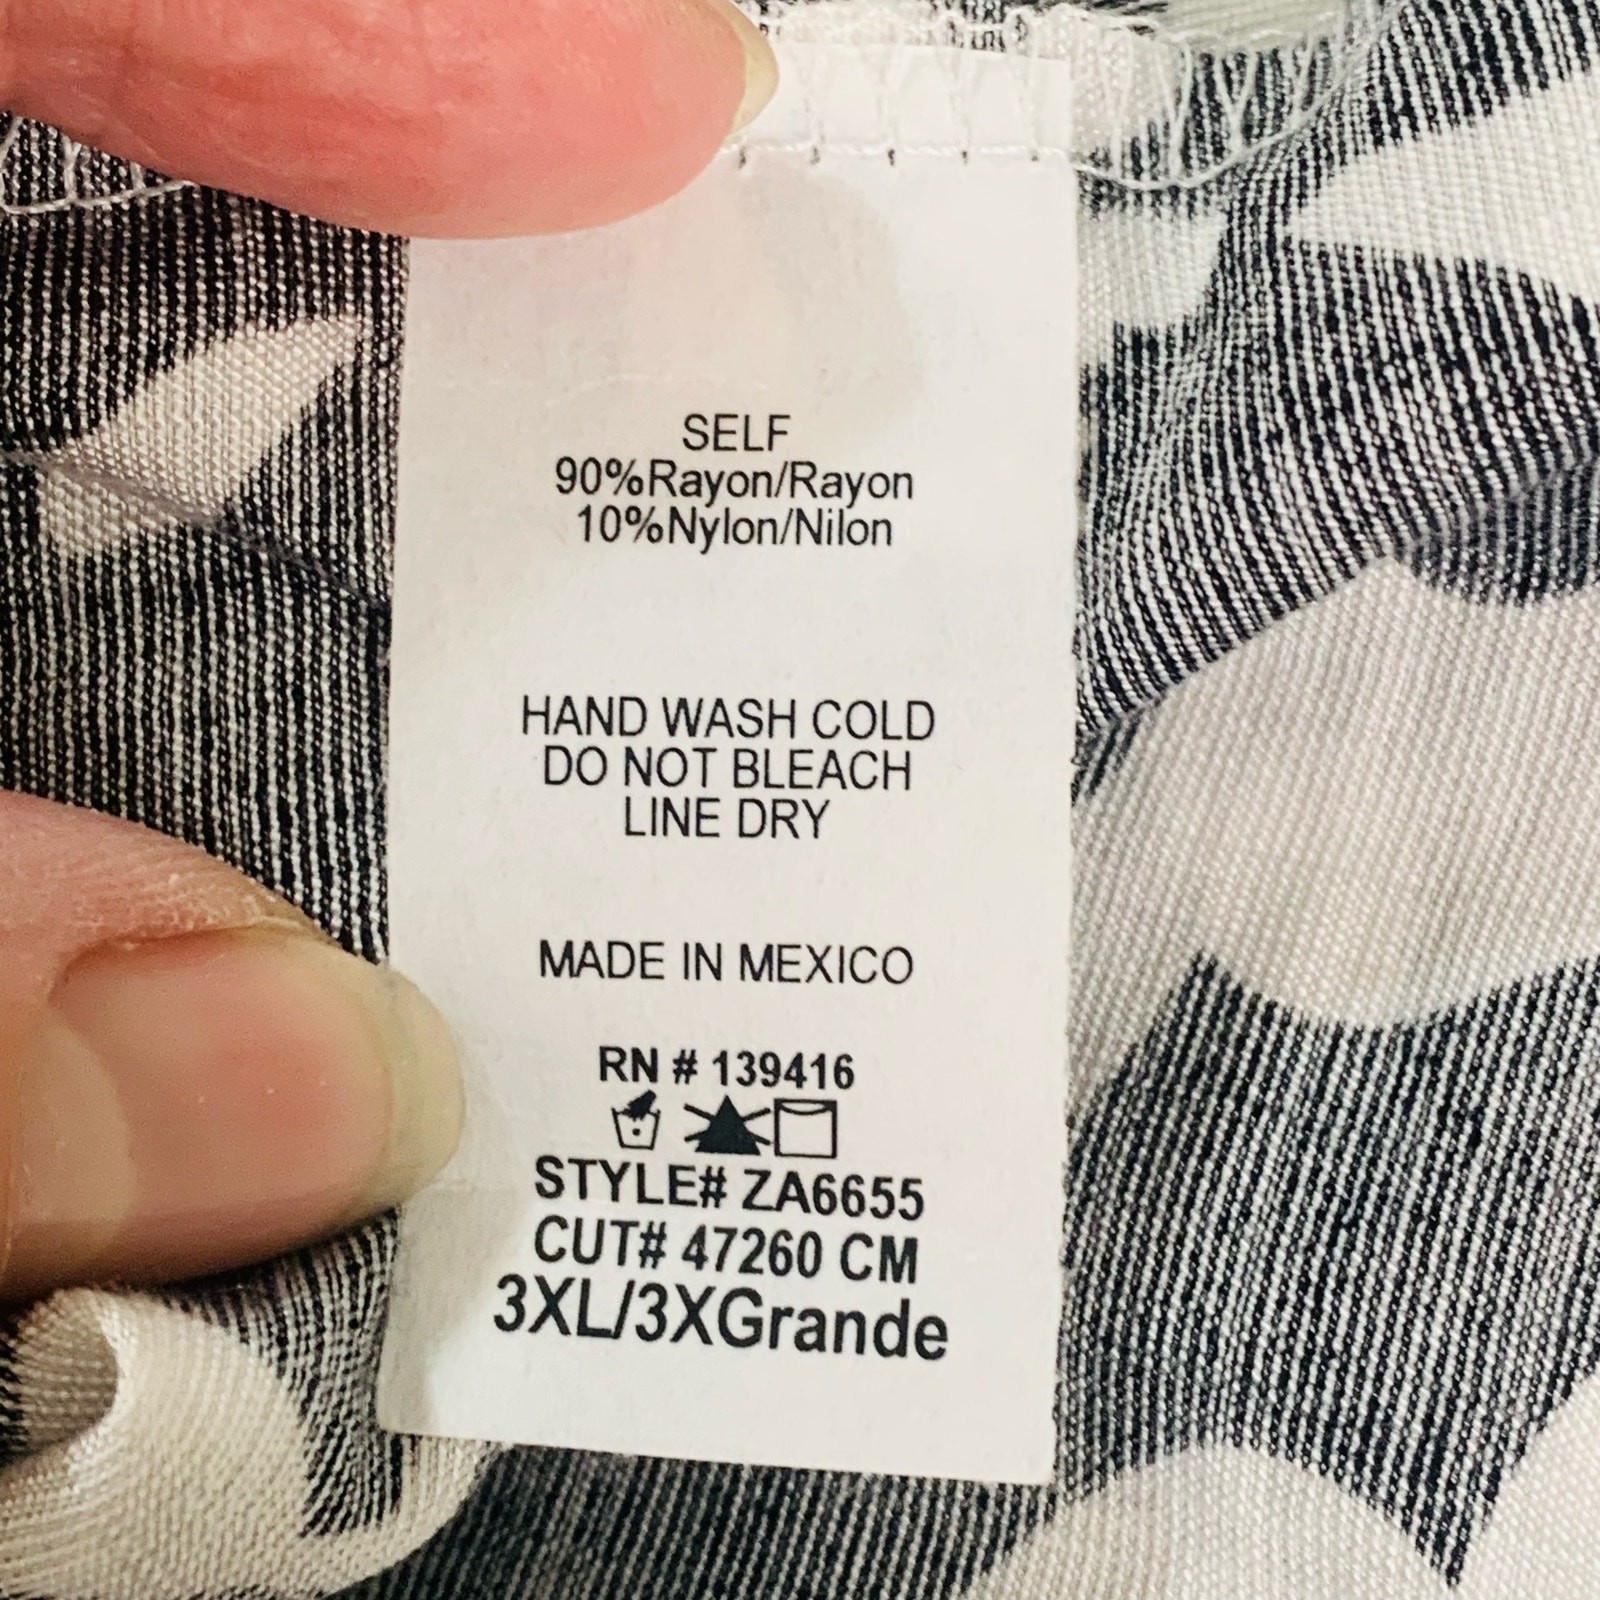 SELF
90%Rayon/Rayon
10%Nylon/Nilon
HAND WASH COLD
DO NOT BLEACH
LINE DRY
MADE IN MEXICO
RN # 139416
STYLE# ZA6655
CUT# 47260 CM
3XL/3XGrande